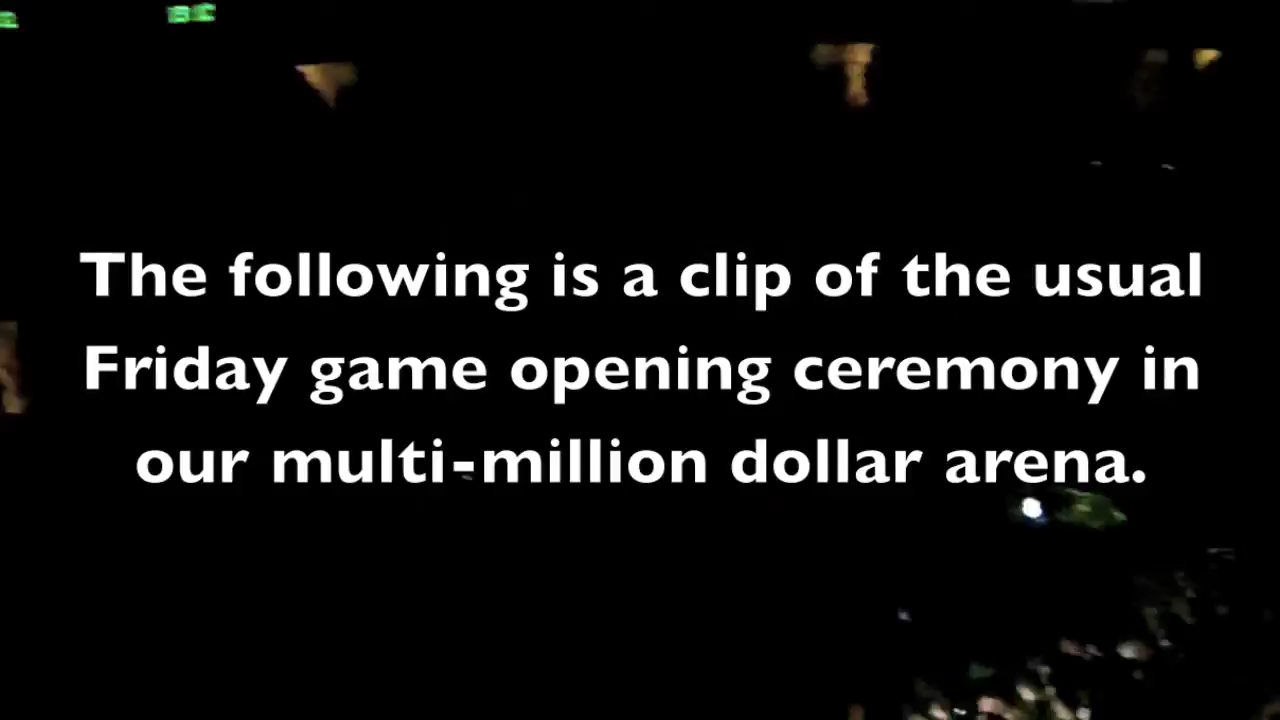 The following is a clip of the usual
Friday game opening ceremony in
our multi-million dollar arena.